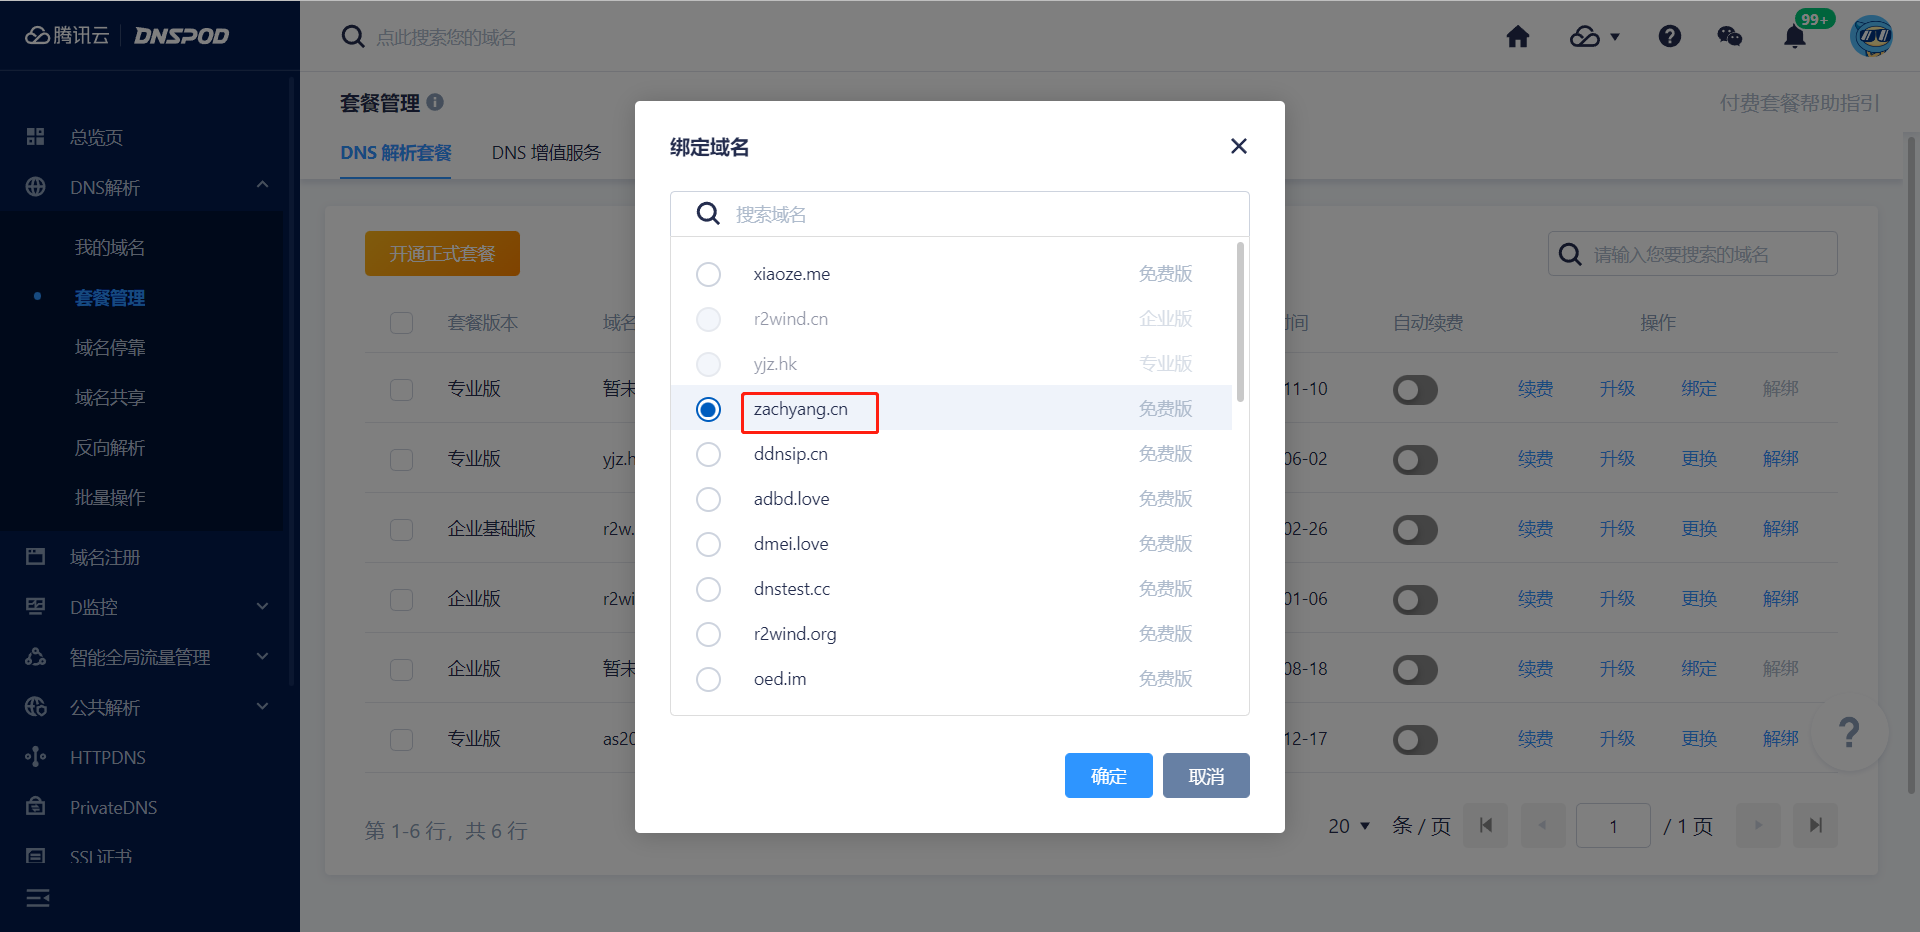 腾讯云 DNSPOD
点此搜索您的域名
99+
总览页
DNS解析
我的域名
套餐管理
域名停靠
域名共享
反向解析
批量操作
域名注册
D监控
智能全局流量管理
公共解析
HTTPDNS
PrivateDNS
SSL证书
套餐管理
付费套餐帮助指引
DNS 解析套餐 DNS 增值服务
开通正式套餐
请输入您要搜索的域名
套餐版本 域名 时间 自动续费 操作
专业版 暂未 11-10 续费 升级 绑定 解绑
专业版 yjz.h 06-02 续费 升级 更换 解绑
企业基础版 r2w. 02-26 续费 升级 更换 解绑
企业版 r2wi 01-06 续费 升级 更换 解绑
企业版 暂未 08-18 续费 升级 绑定 解绑
专业版 as20 12-17 续费 升级 更换 解绑
第 1-6 行，共 6 行
20 条 / 页 1 / 1 页
?
绑定域名
搜索域名
xiaoze.me 免费版
r2wind.cn 企业版
yjz.hk 专业版
zachyang.cn 免费版
ddnsip.cn 免费版
adbd.love 免费版
dmei.love 免费版
dnstest.cc 免费版
r2wind.org 免费版
oed.im 免费版
确定 取消